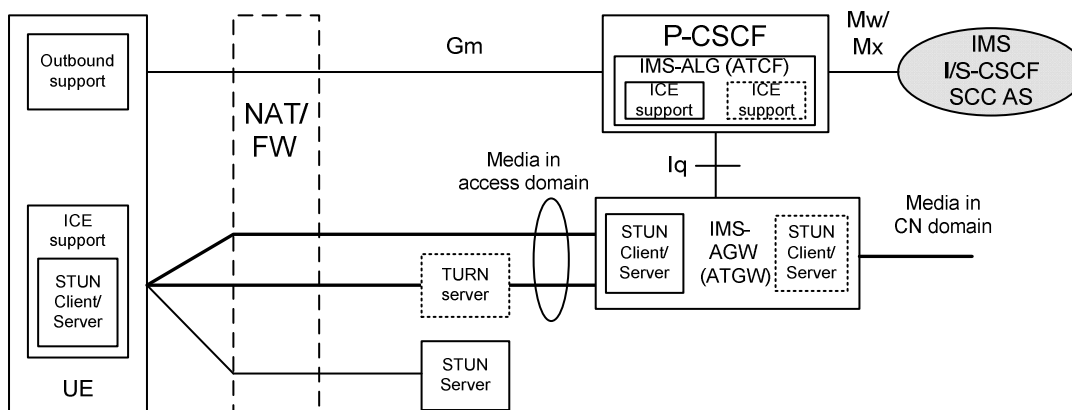 Outbound
support
ICE
support
STUN
Client/
Server
UE
NAT/
FW
Gm
P-CSCF
IMS-ALG (ATCF)
ICE
support
ICE
support
Mw/
Mx
IMS
I/S-CSCF
SCC AS
Iq
Media in
access domain
STUN
Client/
Server
IMS-
AGW
(ATGW)
STUN
Client/
Server
Media in
CN domain
TURN
server
STUN
Server